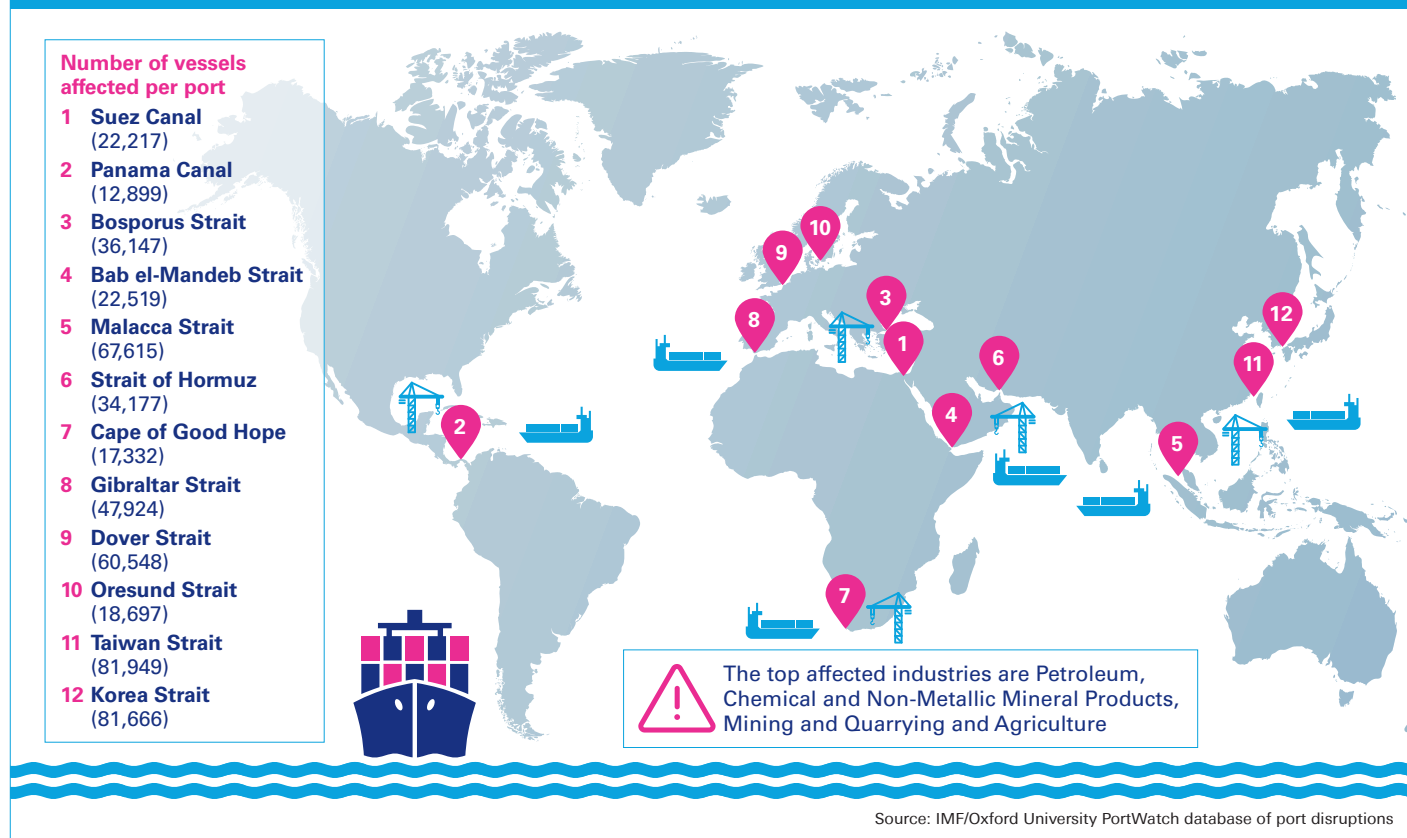 Number of vessels
affected per port
1 Suez Canal
(22,217)
2 Panama Canal
(12,899)
3 Bosporus Strait
(36,147)
4 Bab el-Mandeb Strait
(22,519)
5 Malacca Strait
(67,615)
6 Strait of Hormuz
(34,177)
7 Cape of Good Hope
(17,332)
8 Gibraltar Strait
(47,924)
9 Dover Strait
(60,548)
10 Oresund Strait
(18,697)
11 Taiwan Strait
(81,949)
12 Korea Strait
(81,666)
10
9
3
8
12
1
6
11
4
2
5
7
!
The top affected industries are Petroleum,
Chemical and Non-Metallic Mineral Products,
Mining and Quarrying and Agriculture
Source: IMF/Oxford University PortWatch database of port disruptions